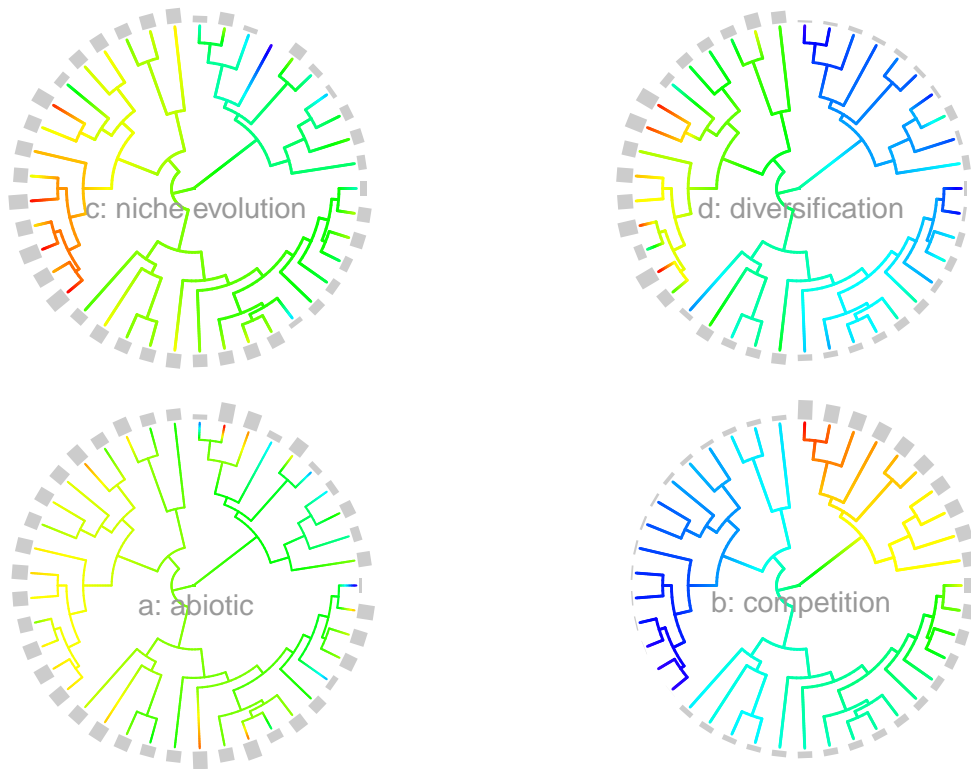 c: niche evolution
d: diversification
a: abiotic
b: competition